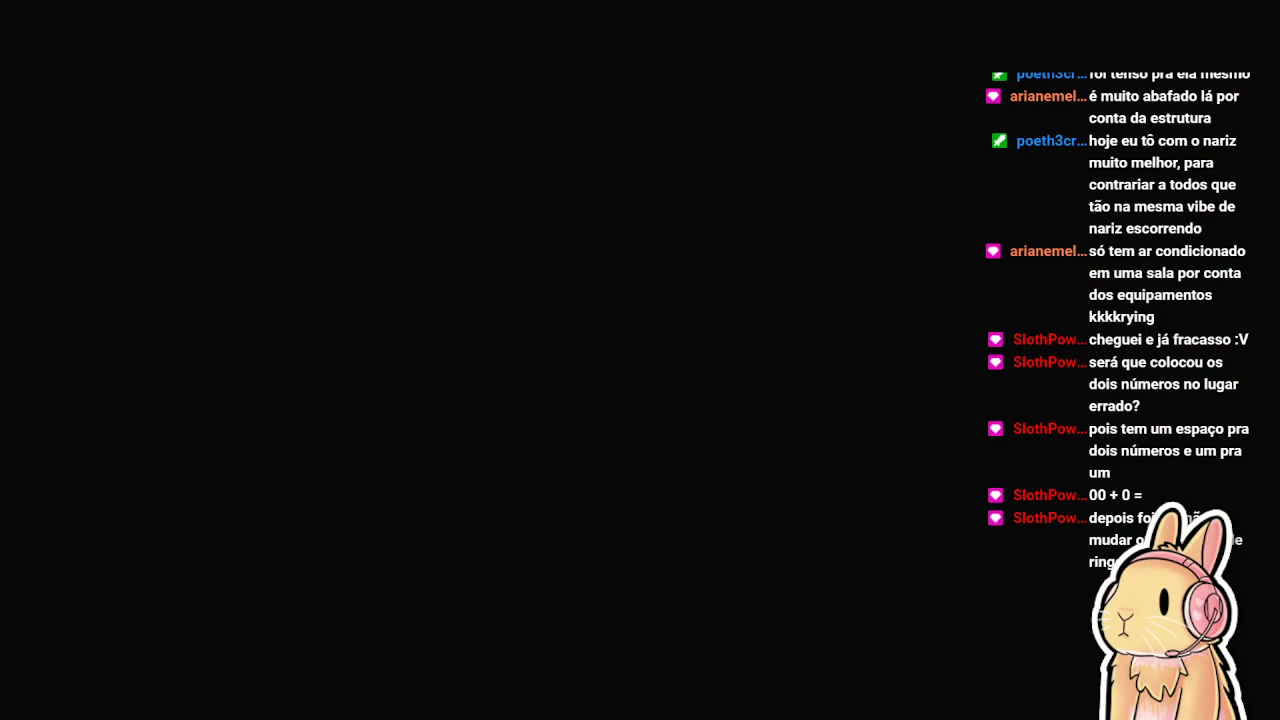 poeth3cr… foi tenso pra ela mesmo
arianemel… é muito abafado lá por
conta da estrutura
poeth3cr… hoje eu tô com o nariz
muito melhor, para
contrariar a todos que
tão na mesma vibe de
nariz escorrendo
arianemel… só tem ar condicionado
em uma sala por conta
dos equipamentos
kkkkrying
SlothPow… cheguei e já fracasso :V
SlothPow… será que colocou os
dois números no lugar
errado?
SlothPow… pois tem um espaço pra
dois números e um pra
um
SlothPow… 00 + 0 =
SlothPow… depois foi
mudar